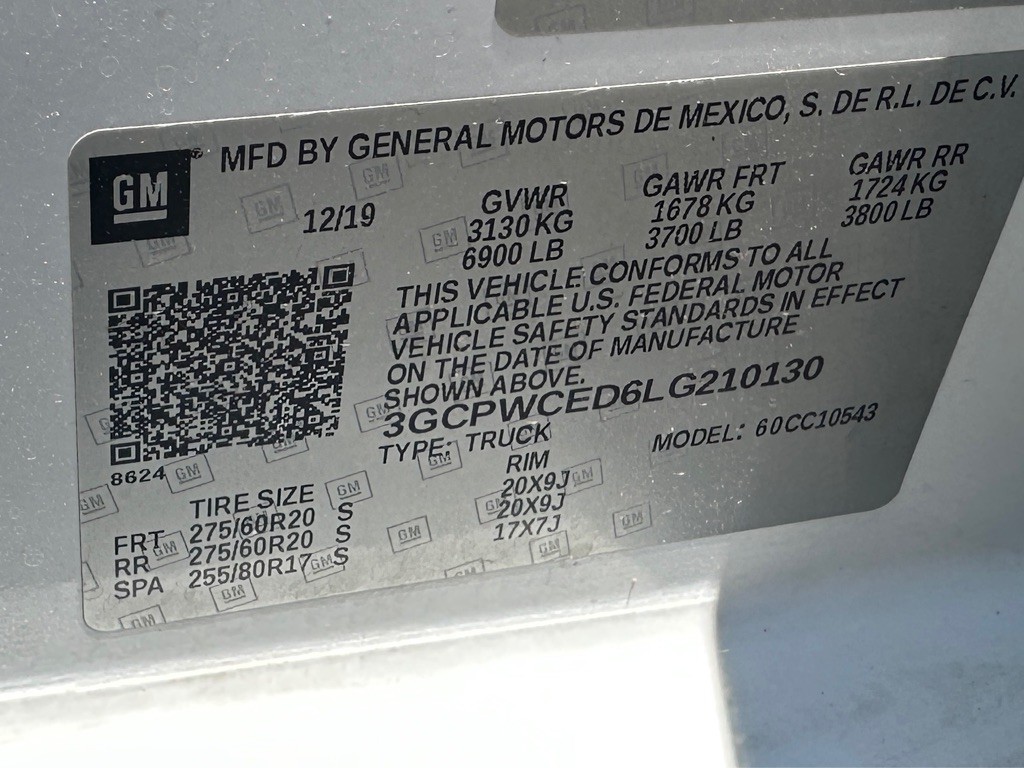 GM
MFD BY GENERAL MOTORS DE MEXICO, S. DE R.L. DE C.V.
12/19 GVWR GAWR FRT GAWR RR
3130 KG 1678 KG 1724 KG
6900 LB 3700 LB 3800 LB
THIS VEHICLE CONFORMS TO ALL
APPLICABLE U.S. FEDERAL MOTOR
VEHICLE SAFETY STANDARDS IN EFFECT
ON THE DATE OF MANUFACTURE
SHOWN ABOVE.
3GCPWCED6LG210130
TYPE: TRUCK MODEL: 60CC10543
8624
TIRE SIZE RIM
FRT 275/60R20 S 20X9J
RR 275/60R20 S 20X9J
SPA 255/80R17 S 17X7J